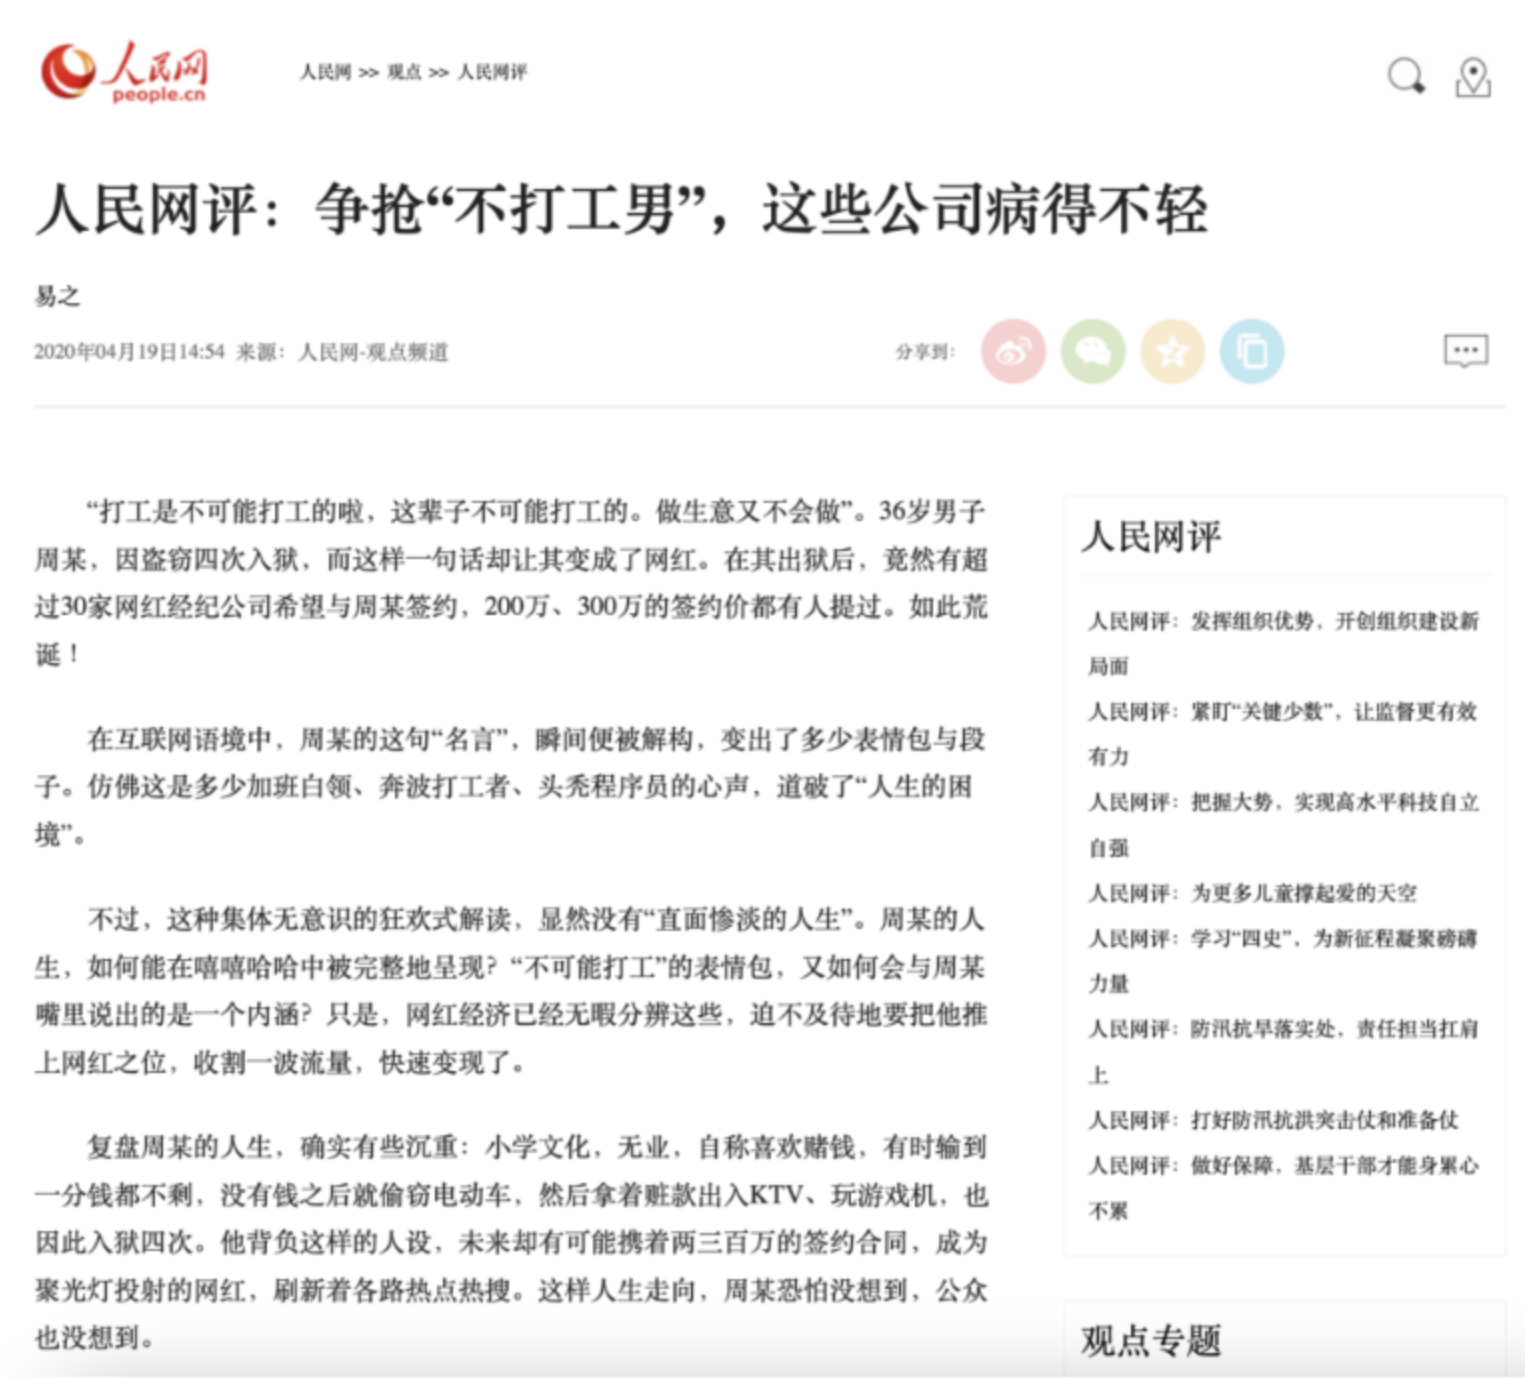 人民网
people.cn
人民网 >> 观点 >> 人民网评
人民网评：争抢“不打工男”，这些公司病得不轻
易之
2020年04月19日14:54 来源：人民网-观点频道
分享到：
“打工是不可能打工的啦，这辈子不可能打工的。做生意又不会做”。36岁男子
周某，因盗窃四次入狱，而这样一句话却让其变成了网红。在其出狱后，竟然有超
过30家网红经纪公司希望与周某签约，200万、300万的签约价都有人提过。如此荒
诞！
在互联网语境中，周某的这句“名言”，瞬间便被解构，变出了多少表情包与段
子。仿佛这是多少加班白领、奔波打工者、头秃程序员的心声，道破了“人生的困
境”。
不过，这种集体无意识的狂欢式解读，显然没有“直面惨淡的人生”。周某的人
生，如何能在嘻嘻哈哈中被完整地呈现？“不可能打工”的表情包，又如何会与周某
嘴里说出的是一个内涵？只是，网红经济已经无暇分辨这些，迫不及待地要把他推
上网红之位，收割一波流量，快速变现了。
复盘周某的人生，确实有些沉重：小学文化，无业，自称喜欢赌钱，有时输到
一分钱都不剩，没有钱之后就偷窃电动车，然后拿着赃款出入KTV、玩游戏机，也
因此入狱四次。他背负这样的人设，未来却有可能携着两三百万的签约合同，成为
聚光灯投射的网红，刷新着各路热点热搜。这样人生走向，周某恐怕没想到，公众
也没想到。
人民网评
人民网评：发挥组织优势，开创组织建设新
局面
人民网评：紧盯“关键少数”，让监督更有效
有力
人民网评：把握大势，实现高水平科技自立
自强
人民网评：为更多儿童撑起爱的天空
人民网评：学习“四史”，为新征程凝聚磅礴
力量
人民网评：防汛抗旱落实处，责任担当扛肩
上
人民网评：打好防汛抗洪突击仗和准备仗
人民网评：做好保障，基层干部才能身累心
不累
观点专题